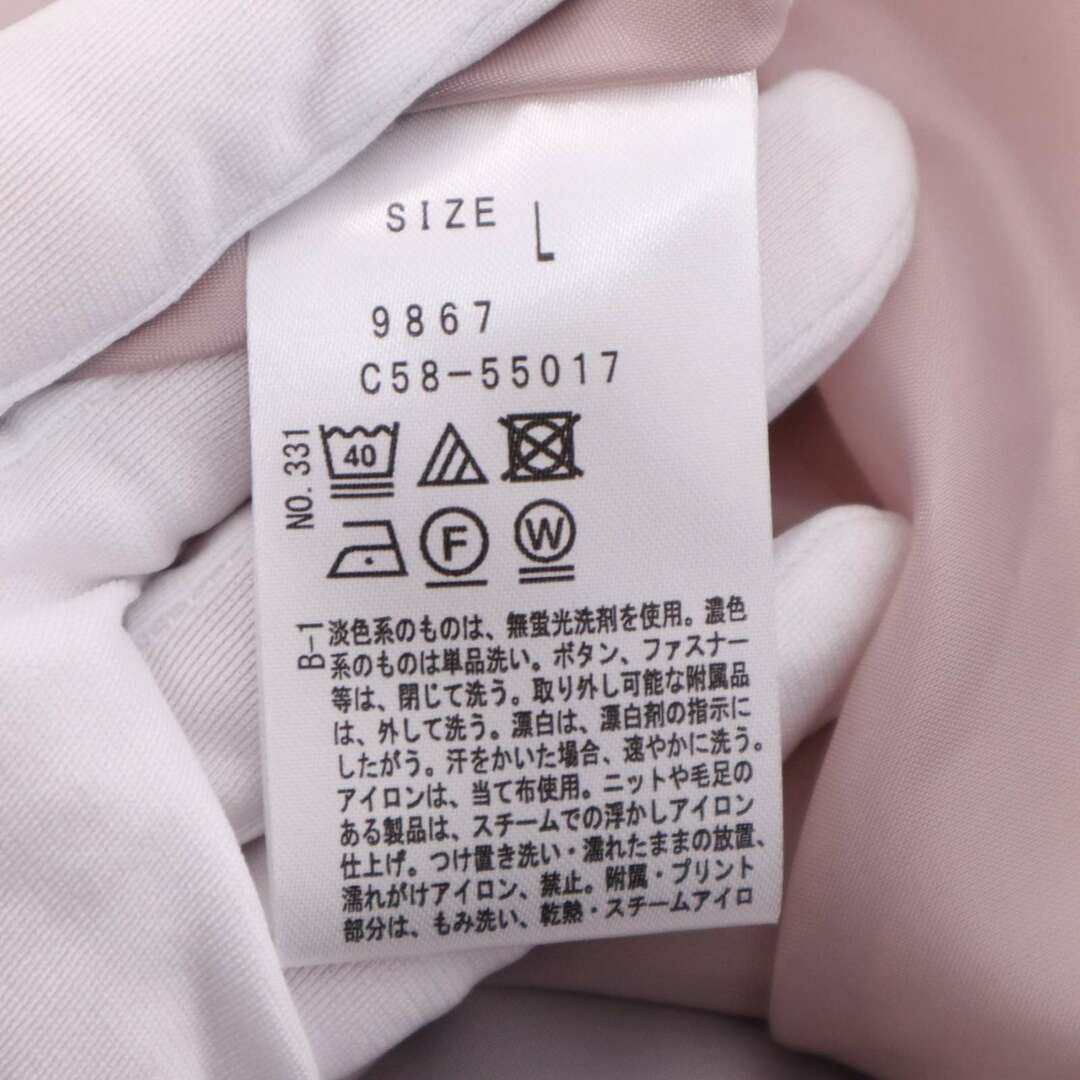 SIZE L
9867
C58-55017
NO.331
40
F W
B-1
淡色系のものは、無蛍光洗剤を使用。濃色
系のものは単品洗い。ボタン、ファスナー
等は、閉じて洗う。取り外し可能な附属品
は、外して洗う。漂白は、漂白剤の指示に
したがう。汗をかいた場合、速やかに洗う。
アイロンは、当て布使用。ニットや毛足の
ある製品は、スチームでの浮かしアイロン
仕上げ。つけ置き洗い・濡れたままの放置、
濡れがけアイロン、禁止。附属・プリント
部分は、もみ洗い、乾熱・スチームアイロ